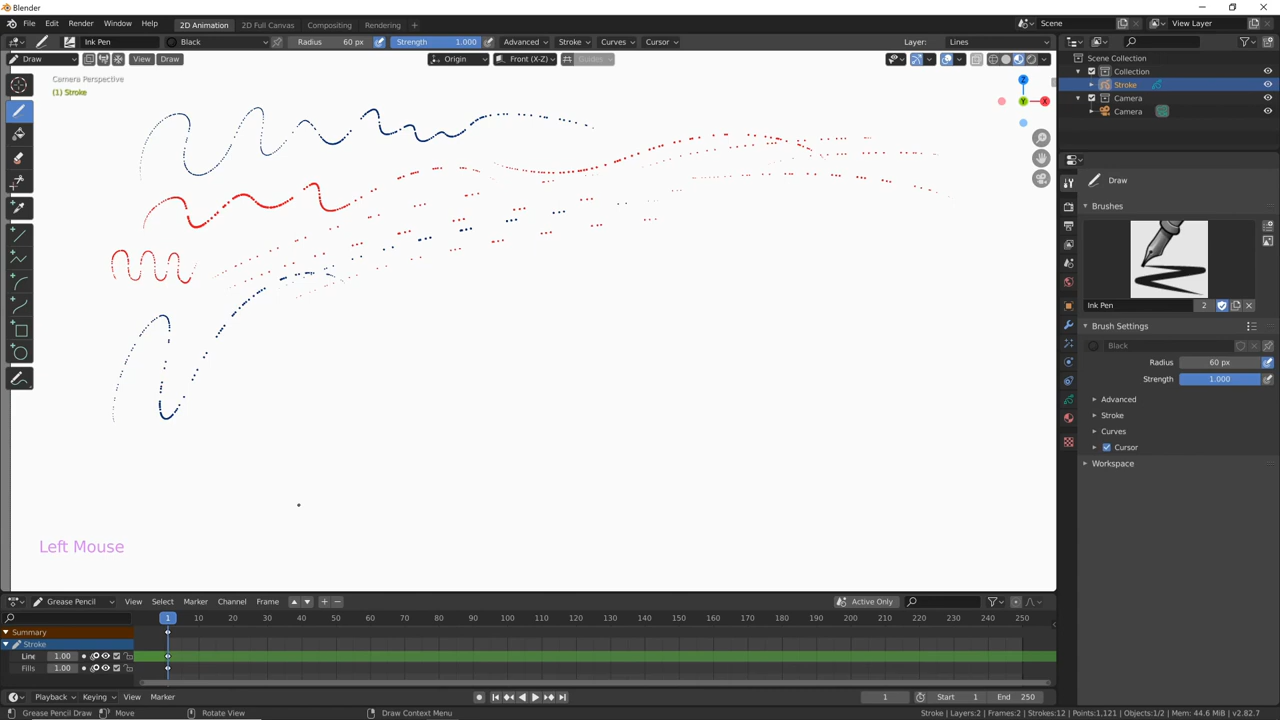 Blender
File Edit Render Window Help 2D Animation 2D Full Canvas Compositing Rendering + Scene View Layer
Ink Pen Black Radius 60 px Strength 1.000 Advanced Stroke Curves Cursor Layer: Lines
Draw View Draw Origin Front (X-Z) Guides
Camera Perspective
(1) Stroke
Z
Y X
Scene Collection
Collection
Stroke
Camera
Camera
Draw
Brushes
Ink Pen 2
Brush Settings
Black
Radius 60 px
Strength 1.000
Advanced
Stroke
Curves
Cursor
Workspace
Left Mouse
Grease Pencil View Select Marker Channel Frame Active Only
1 10 20 30 40 50 60 70 80 90 100 110 120 130 140 150 160 170 180 190 200 210 220 230 240 250
Summary
Stroke
Line 1.00
Fills 1.00
Playback Keying View Marker 1 Start 1 End 250
Grease Pencil Draw Move Rotate View Draw Context Menu Stroke | Layers:2 | Frames:2 | Strokes:12 | Points:1,121 | Objects:1/2 | Mem: 44.6 MiB | v2.82.7